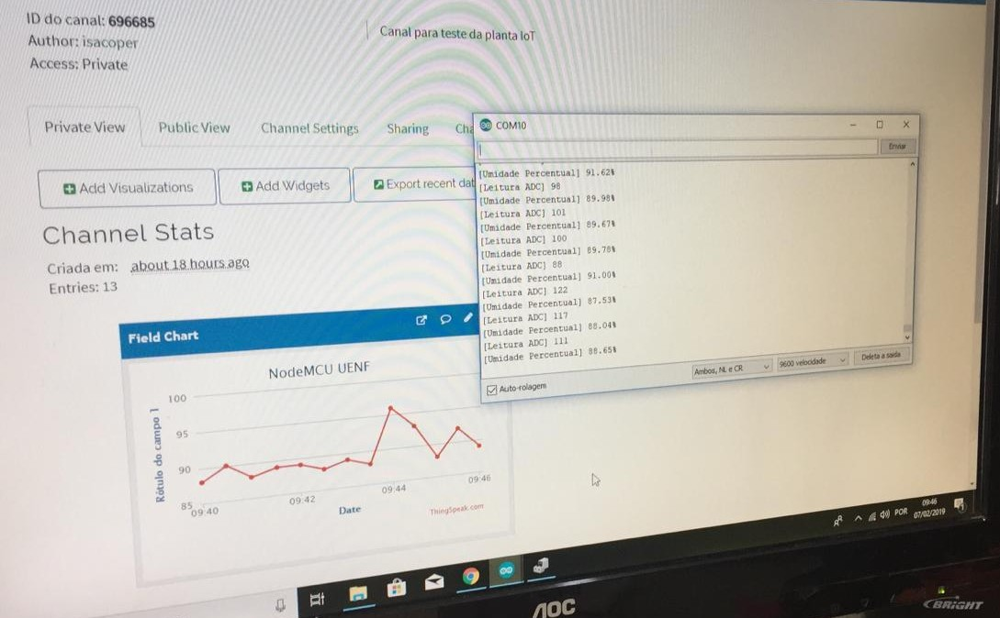 ID do canal: 696685
Author: isacoper
Access: Private
Canal para teste da planta IoT
Private View
Public View
Channel Settings
Sharing
Cha
Add Visualizations
Add Widgets
Export recent dat
Channel Stats
Criada em: about 18 hours ago
Entries: 13
Field Chart
NodeMCU UENF
Rótulo do campo 1
100
95
90
85
09:40
09:42
09:44
09:46
Date
ThingSpeak.com
COM10
Enviar
[Umidade Percentual] 91.62%
[Leitura ADC] 98
[Umidade Percentual] 89.98%
[Leitura ADC] 101
[Umidade Percentual] 89.67%
[Leitura ADC] 100
[Umidade Percentual] 89.78%
[Leitura ADC] 88
[Umidade Percentual] 91.00%
[Leitura ADC] 122
[Umidade Percentual] 87.53%
[Leitura ADC] 117
[Umidade Percentual] 88.04%
[Leitura ADC] 111
[Umidade Percentual] 88.65%
Auto-rolagem
Ambos, NL e CR
9600 velocidade
Deleta a saida
POR
09:46
07/02/2019
AOC
BRIGHT